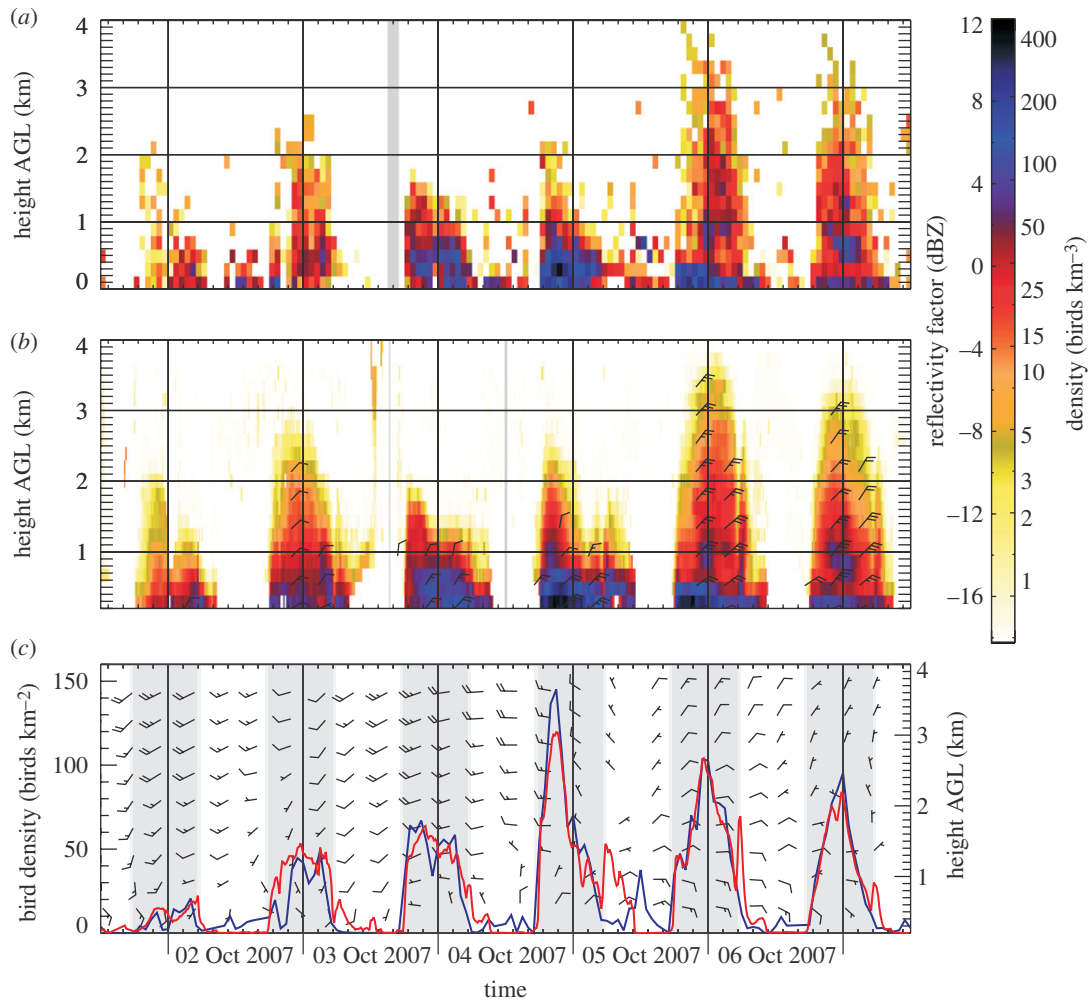 (a)
4
3
2
1
0
height AGL (km)
(b)
4
3
2
1
height AGL (km)
(c)
150
100
50
0
bird density (birds km−2)
4
3
2
1
height AGL (km)
02 Oct 2007
03 Oct 2007
04 Oct 2007
05 Oct 2007
06 Oct 2007
time
12
8
4
0
−4
−8
−12
−16
reflectivity factor (dBZ)
400
200
100
50
25
15
10
5
3
2
1
density (birds km−3)